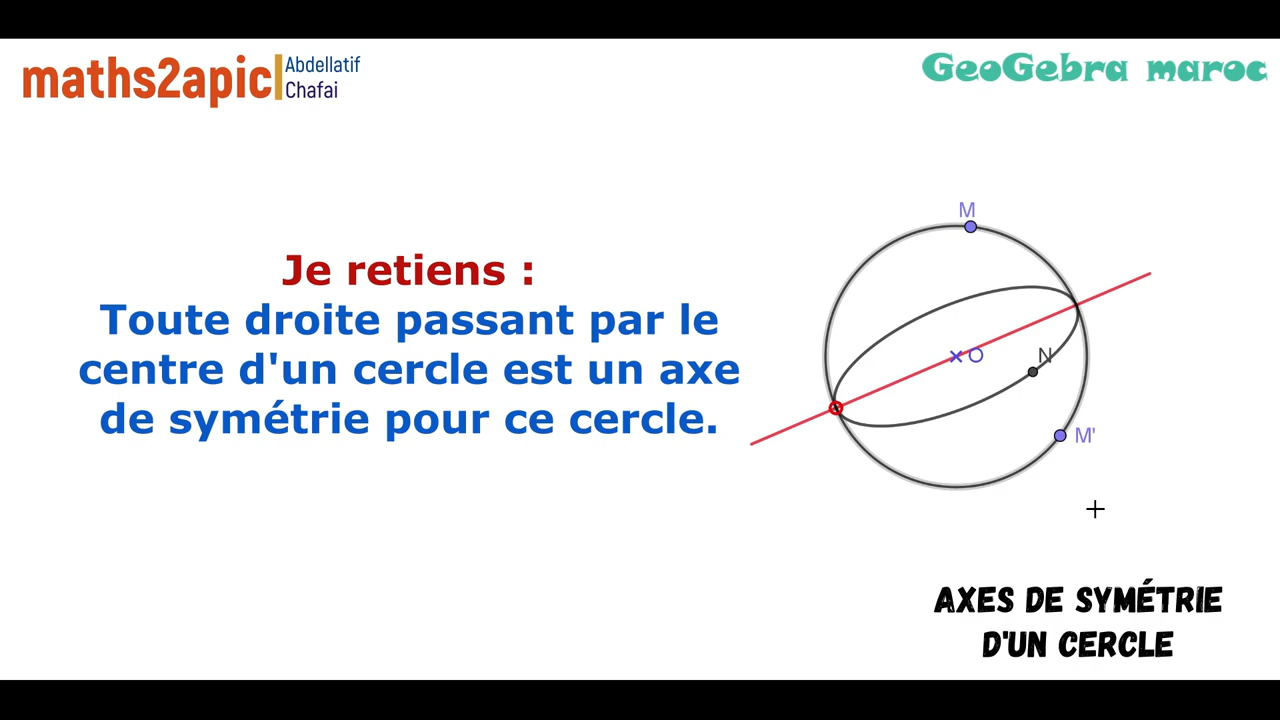 maths2apic
Abdellatif
Chafai
GeoGebra maroc
Je retiens :
Toute droite passant par le
centre d'un cercle est un axe
de symétrie pour ce cercle.
M
O
N
M'
AXES DE SYMÉTRIE
D'UN CERCLE